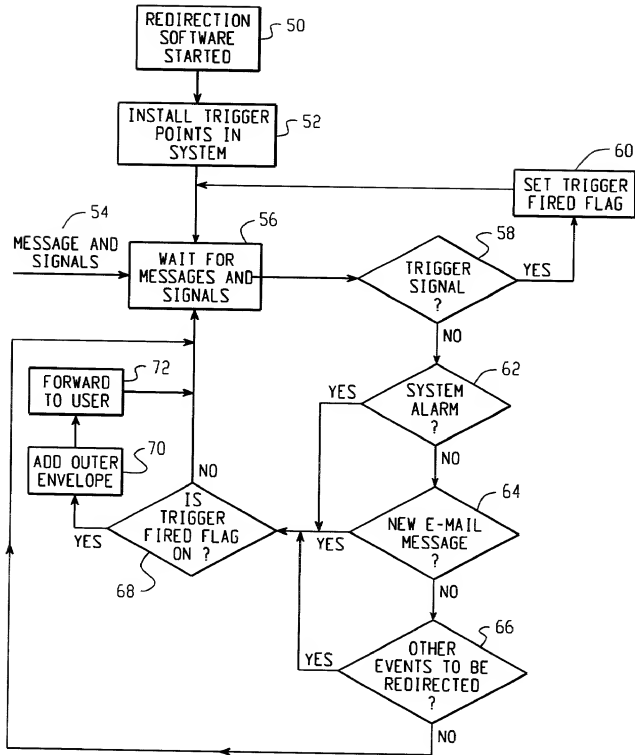 50
REDIRECTION
SOFTWARE
STARTED
52
INSTALL TRIGGER
POINTS IN
SYSTEM
60
SET TRIGGER
FIRED FLAG
54
MESSAGE AND
SIGNALS
56
WAIT FOR
MESSAGES AND
SIGNALS
58
TRIGGER
SIGNAL
?
YES
NO
62
YES
SYSTEM
ALARM
?
NO
72
FORWARD
TO USER
70
ADD OUTER
ENVELOPE
NO
IS
TRIGGER
FIRED FLAG
ON ?
YES
68
64
YES
NEW E-MAIL
MESSAGE
?
NO
66
YES
OTHER
EVENTS TO BE
REDIRECTED
?
NO